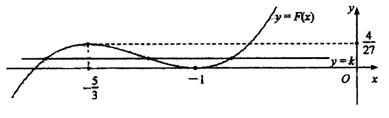 y
y = F(x)
4/27
y = k
-5/3
-1
O
x